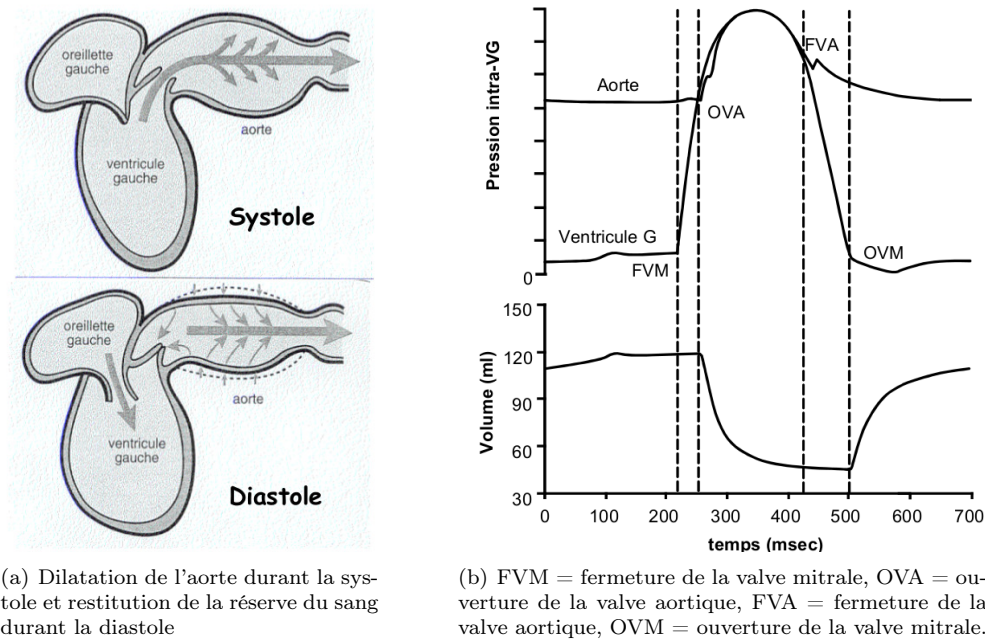 oreillette
gauche
aorte
ventricule
gauche
Systole
oreillette
gauche
aorte
ventricule
gauche
Diastole
Pression intra-VG
Aorte
FVA
OVA
Ventricule G
FVM
OVM
0
Volume (ml)
150
120
90
60
30
0 100 200 300 400 500 600 700
temps (msec)
(a) Dilatation de l'aorte durant la sys-
tole et restitution de la réserve du sang
durant la diastole
(b) FVM = fermeture de la valve mitrale, OVA = ou-
verture de la valve aortique, FVA = fermeture de la
valve aortique, OVM = ouverture de la valve mitrale.